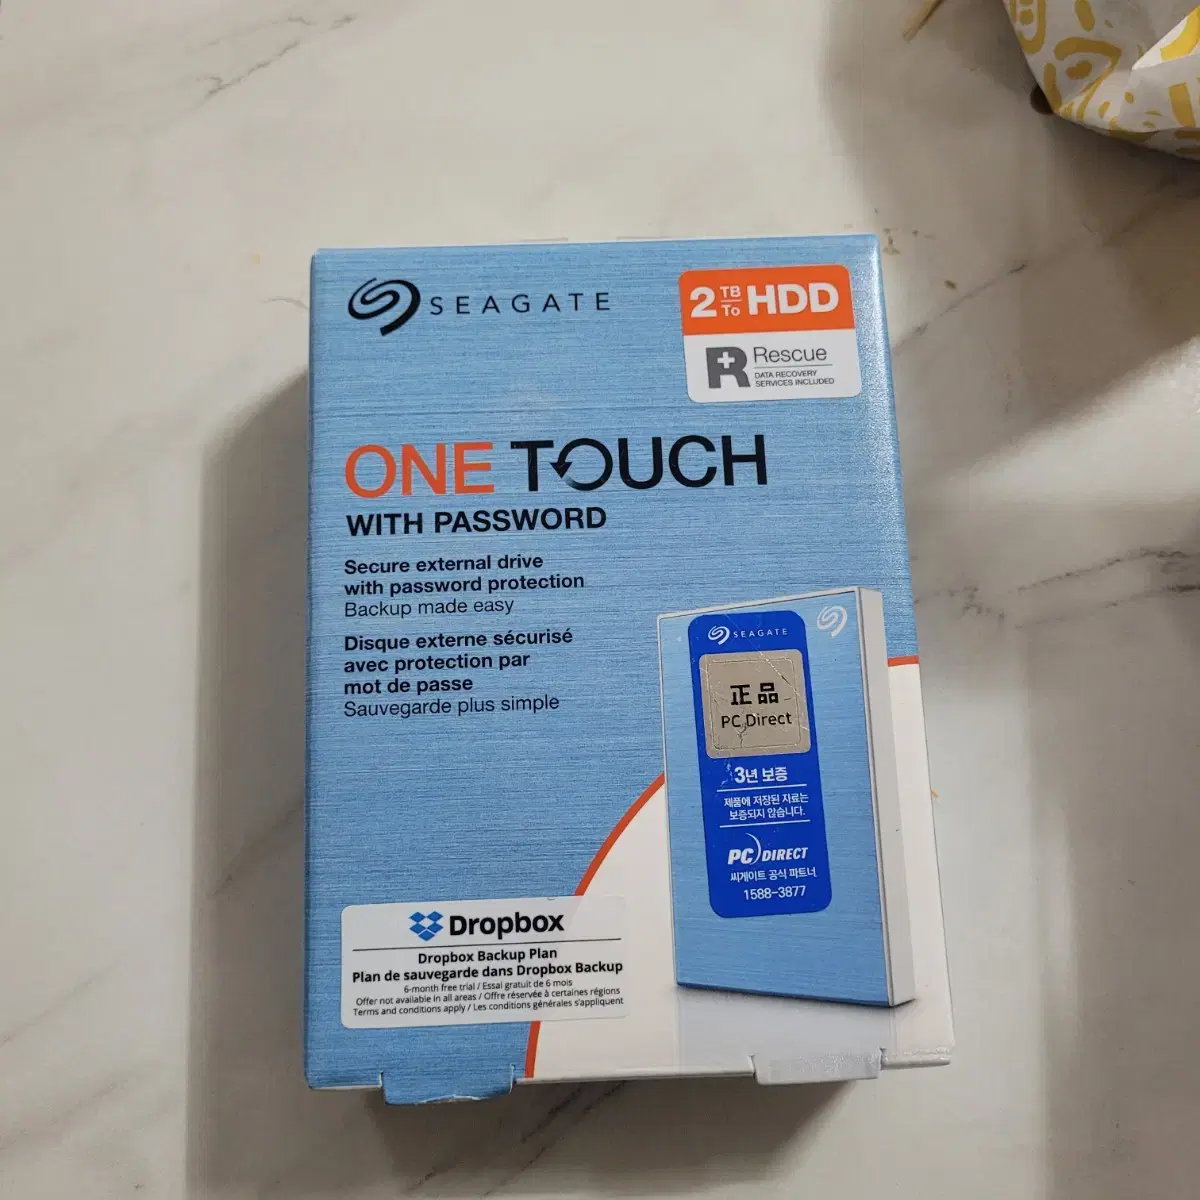 SEAGATE
2 TB To HDD
R Rescue
DATA RECOVERY
SERVICES INCLUDED
ONE TOUCH
WITH PASSWORD
Secure external drive
with password protection
Backup made easy
Disque externe sécurisé
avec protection par
mot de passe
Sauvegarde plus simple
SEAGATE
正品
PC Direct
3년 보증
제품에 저장된 자료는
보증되지 않습니다.
PC DIRECT
씨게이트 공식 파트너
1588-3877
Dropbox
Dropbox Backup Plan
Plan de sauvegarde dans Dropbox Backup
6-month free trial / Essai gratuit de 6 mois
Offer not available in all areas / Offre réservée à certaines régions
Terms and conditions apply / Les conditions générales s'appliquent